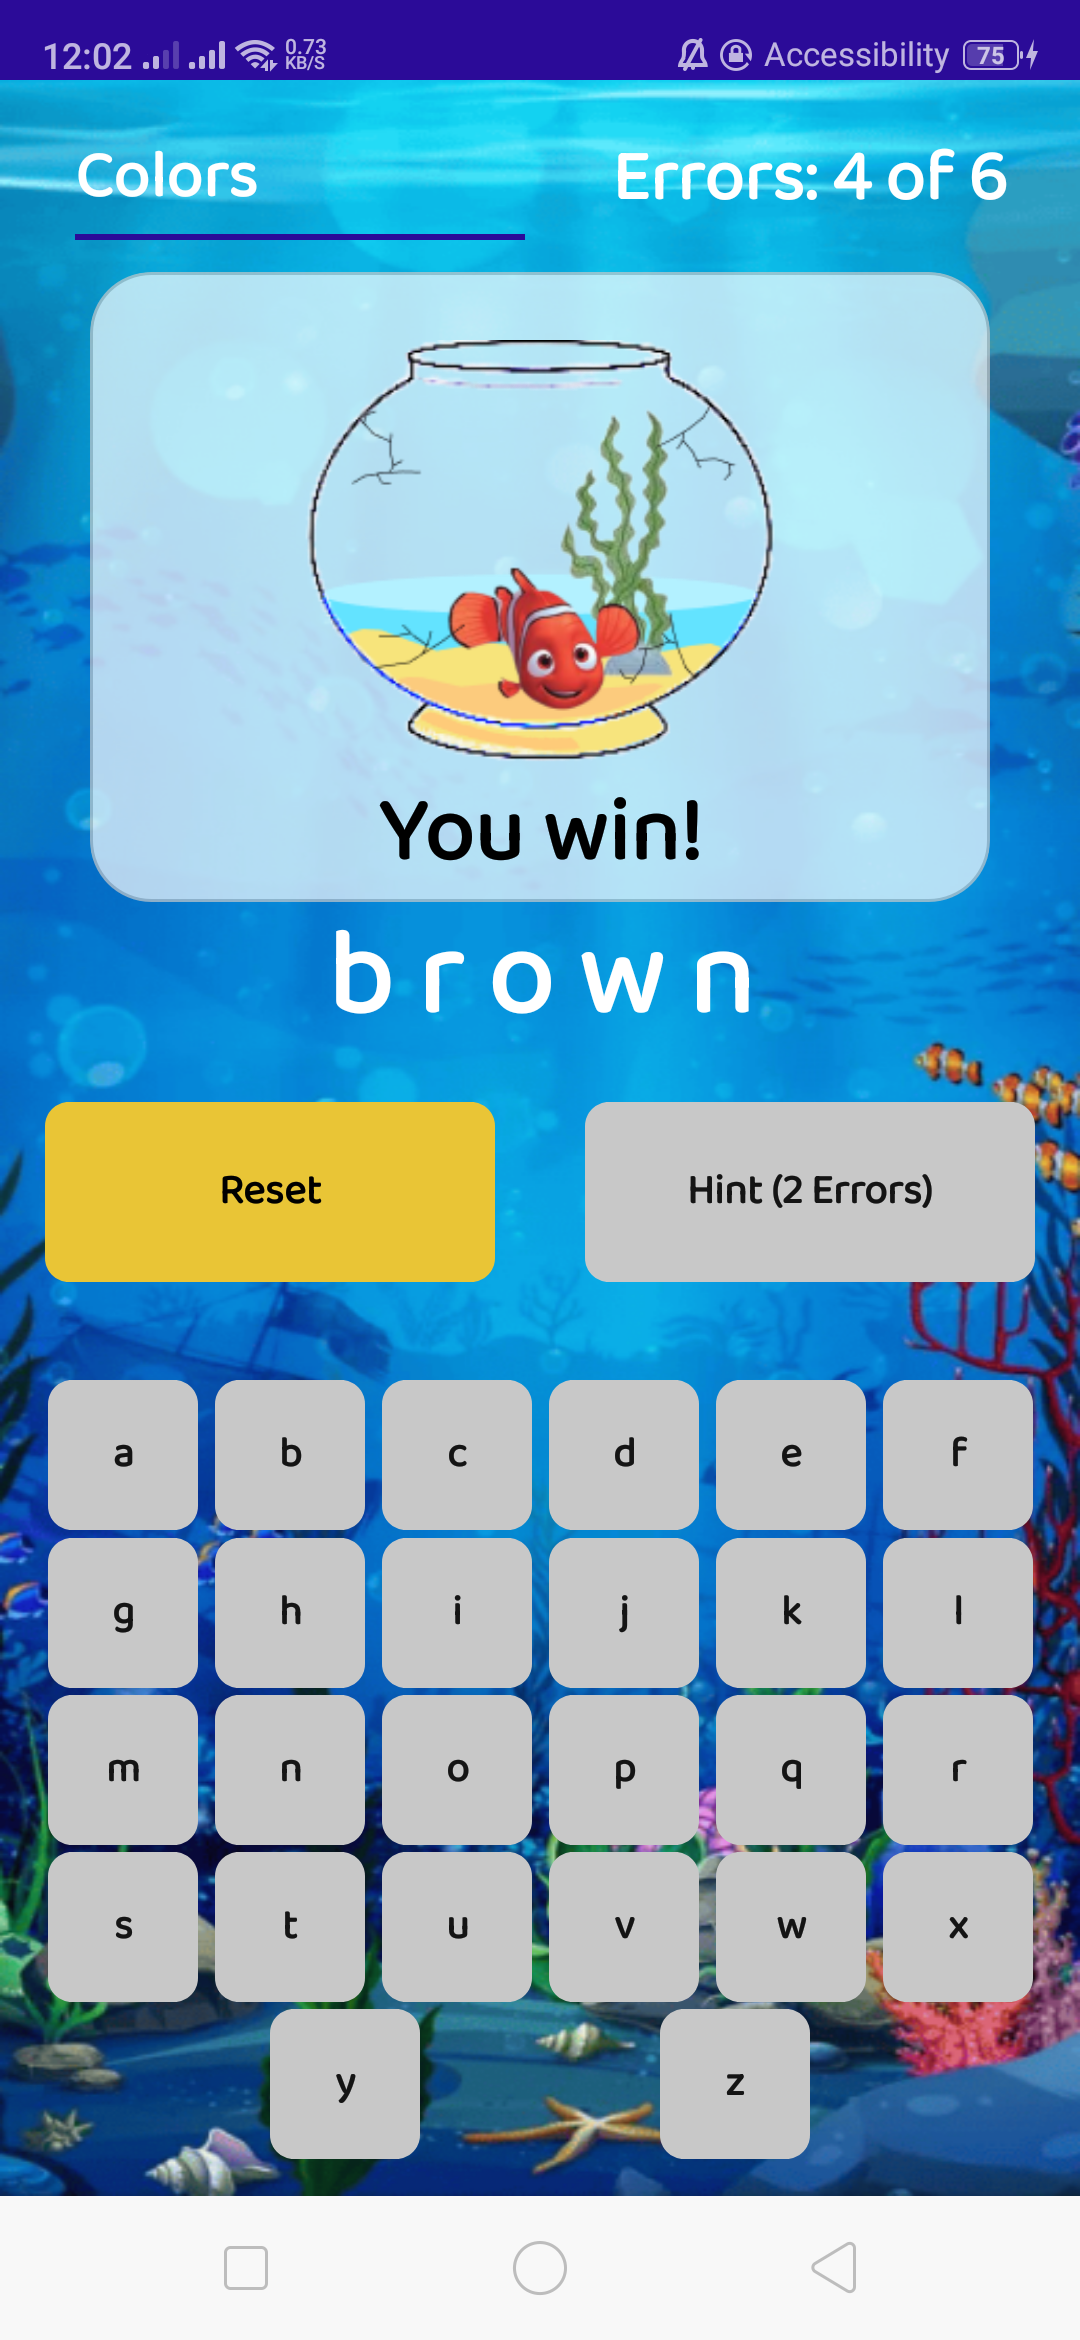 12:02 0.73 KB/S Accessibility 75
Colors Errors: 4 of 6
You win!
b r o w n
Reset Hint (2 Errors)
a b c d e f
g h i j k l
m n o p q r
s t u v w x
y z